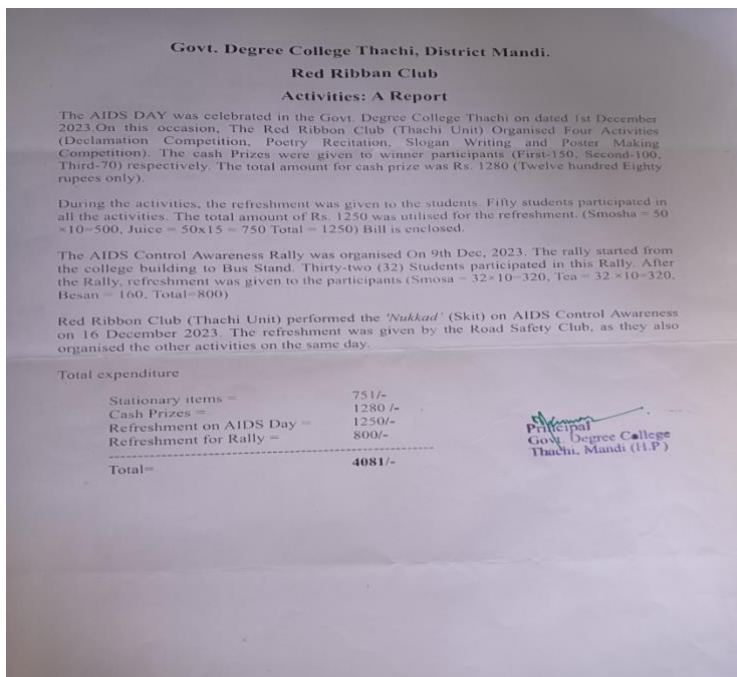 Govt. Degree College Thachi, District Mandi.
Red Ribban Club
Activities: A Report
The AIDS DAY was celebrated in the Govt. Degree College Thachi on dated 1st December
2023.On this occasion, The Red Ribbon Club (Thachi Unit) Organised Four Activities
(Declamation Competition, Poetry Recitation, Slogan Writing and Poster Making
Competition). The cash Prizes were given to winner participants (First-150, Second-100,
Third-70) respectively. The total amount for cash prize was Rs. 1280 (Twelve hundred Eighty
rupees only).
During the activities, the refreshment was given to the students. Fifty students participated in
all the activities. The total amount of Rs. 1250 was utilised for the refreshment. (Smosha = 50
×10=500, Juice = 50x15 = 750 Total = 1250) Bill is enclosed.
The AIDS Control Awareness Rally was organised On 9th Dec, 2023. The rally started from
the college building to Bus Stand. Thirty-two (32) Students participated in this Rally. After
the Rally, refreshment was given to the participants (Smosa = 32×10=320, Tea = 32 ×10=320,
Besan = 160, Total=800)
Red Ribbon Club (Thachi Unit) performed the 'Nukkad' (Skit) on AIDS Control Awareness
on 16 December 2023. The refreshment was given by the Road Safety Club, as they also
organised the other activities on the same day.
Total expenditure
Stationary items = 751/-
Cash Prizes = 1280 /-
Refreshment on AIDS Day = 1250/-
Refreshment for Rally = 800/-
Total= 4081/-
Principal
Govt. Degree College
Thachi, Mandi (H.P)